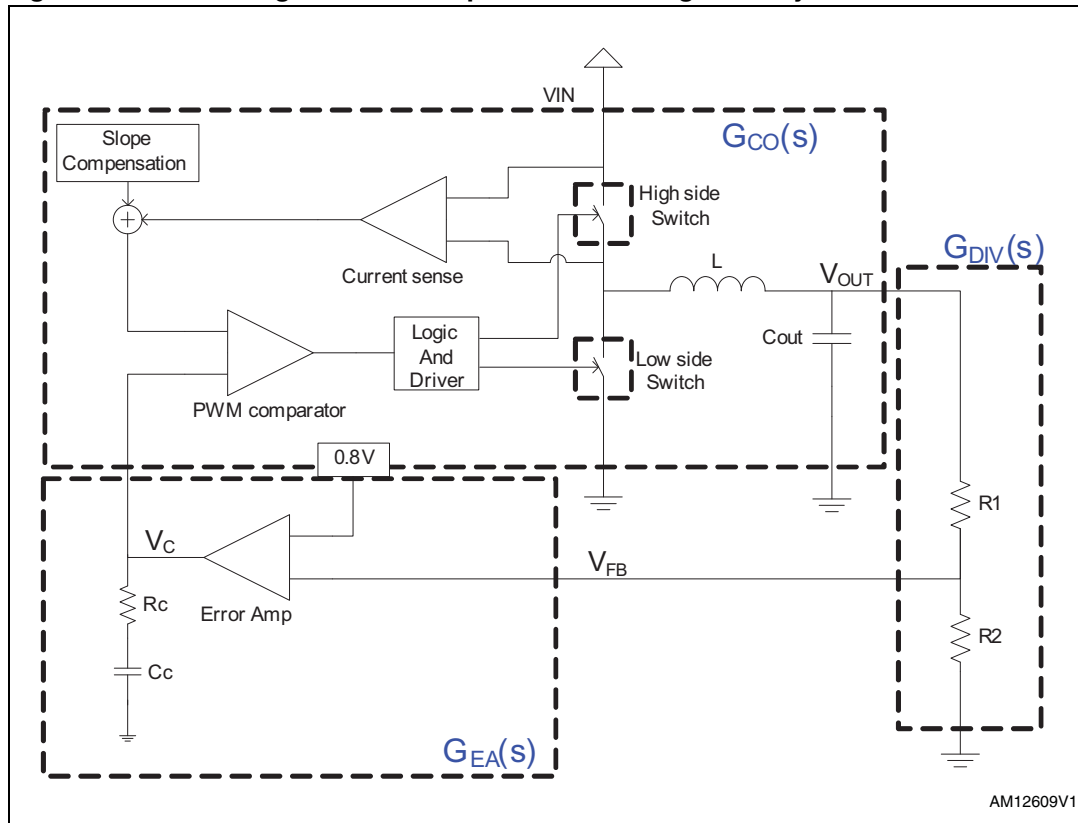 VIN
GCO(s)
Slope
Compensation
+
High side
Switch
Current sense
GDIV(s)
L
VOUT
Logic
And
Driver
Cout
Low side
Switch
PWM comparator
0.8V
R1
VC
VFB
Rc
Error Amp
R2
Cc
GEA(s)
AM12609V1